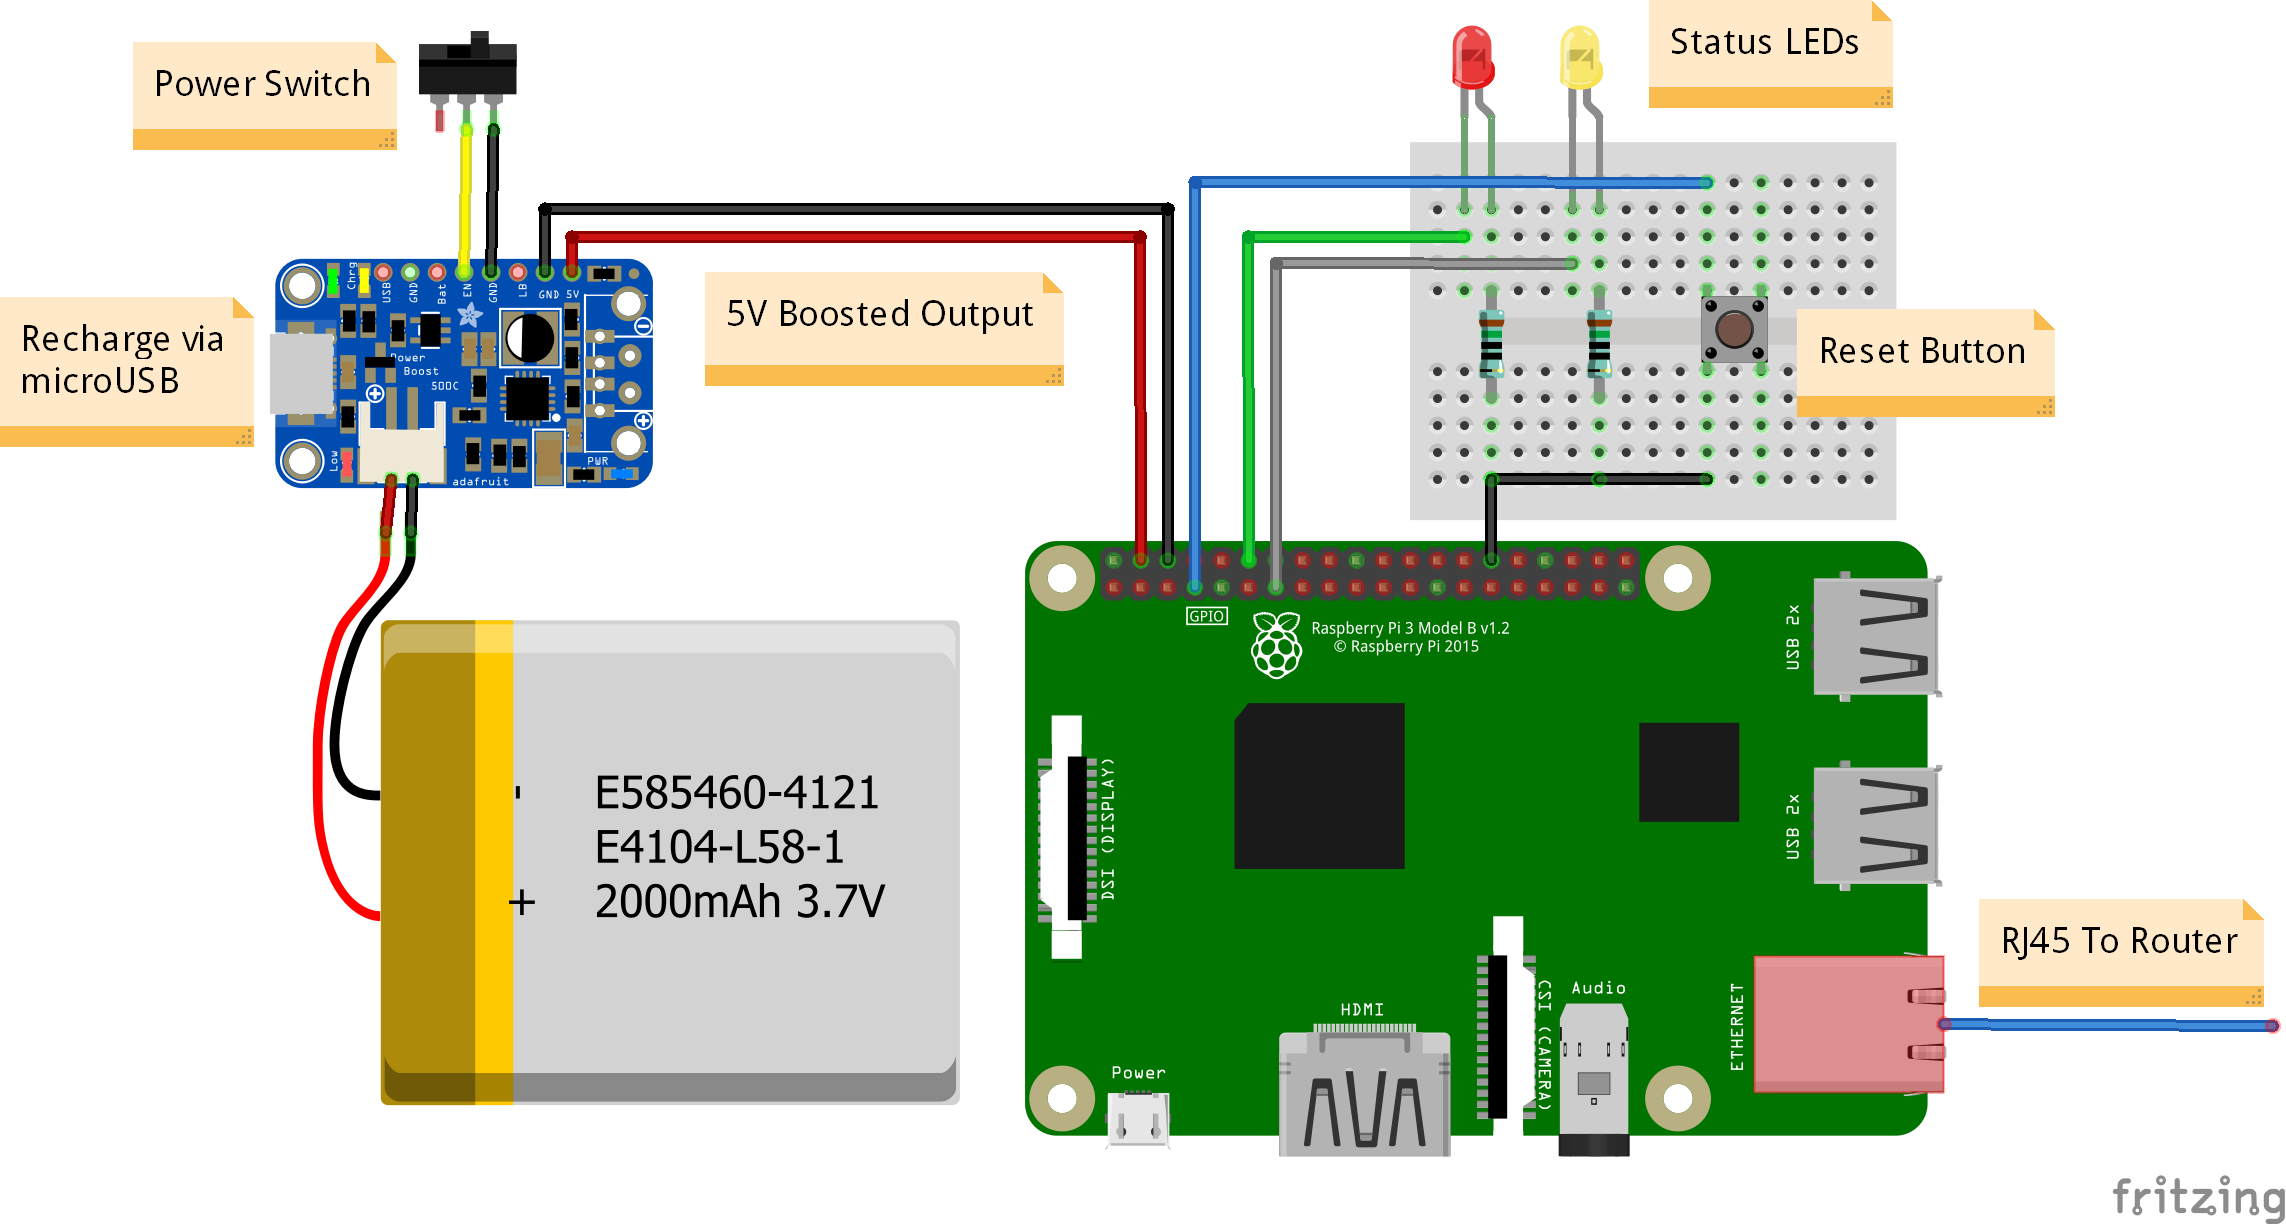 Power Switch
Status LEDs
Recharge via
microUSB
5V Boosted Output
Reset Button
Chrg
USB
GND
Bat
EN
GND
LB
GND 5V
Power
Boost
500C
Low
PWR
adafruit
GPIO
Raspberry Pi 3 Model B v1.2
© Raspberry Pi 2015
USB 2x
USB 2x
DSI (DISPLAY)
- E585460-4121
E4104-L58-1
+ 2000mAh 3.7V
RJ45 To Router
ETHERNET
CSI (CAMERA)
Audio
HDMI
Power
fritzing